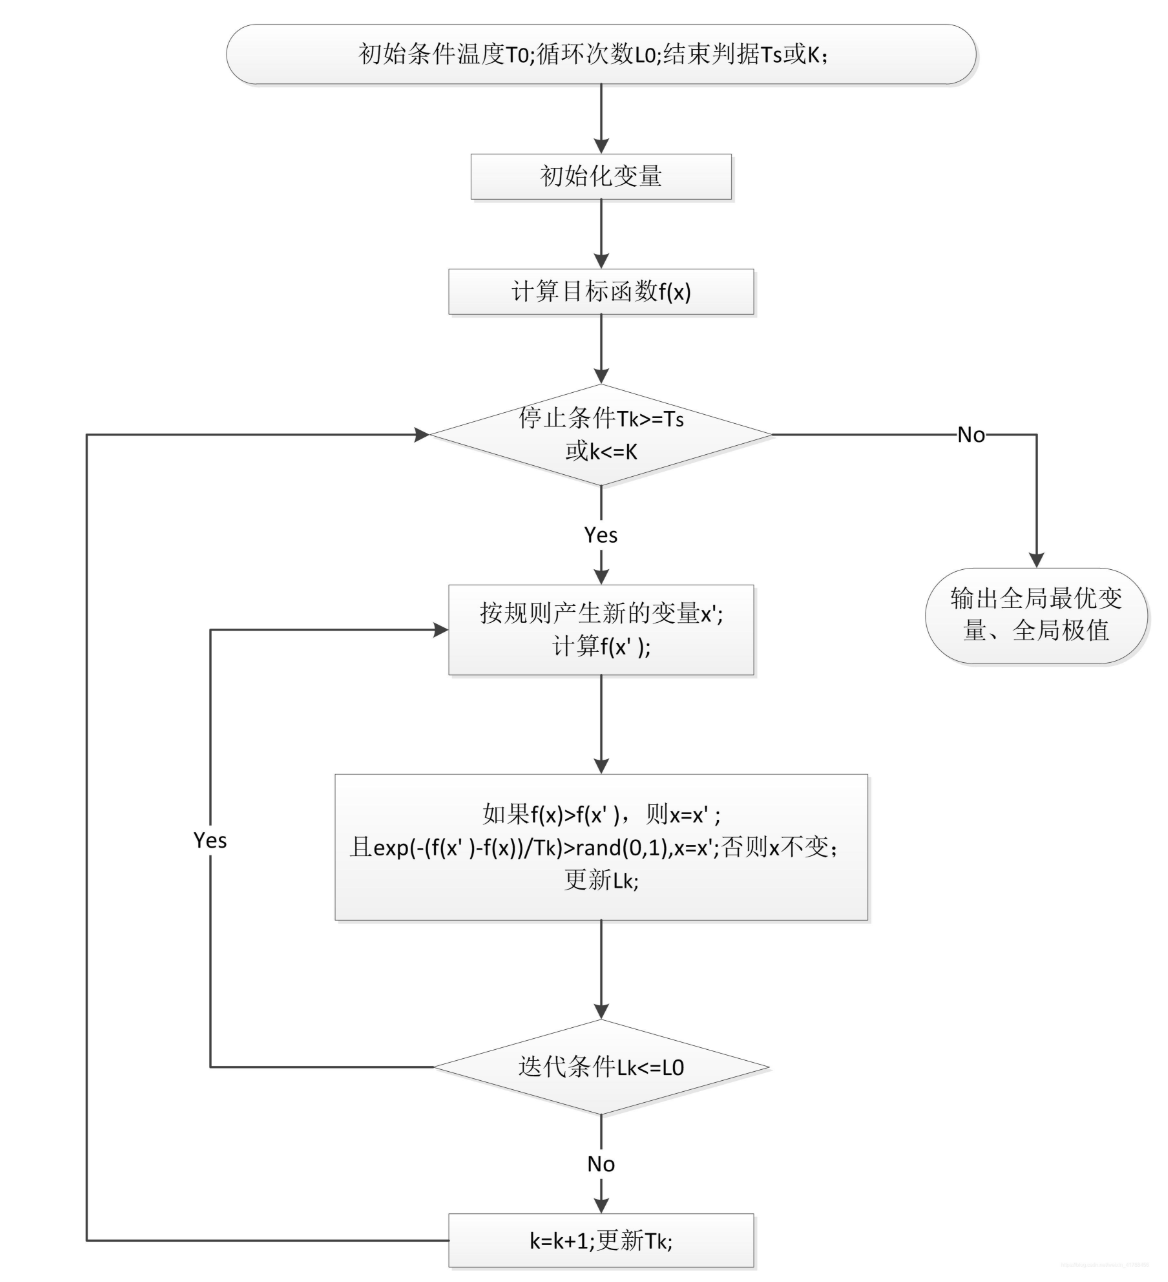 初始条件温度T0;循环次数L0;结束判据Ts或K；
初始化变量
计算目标函数f(x)
停止条件Tk>=Ts
或k<=K
No
Yes
按规则产生新的变量x';
计算f(x' );
输出全局最优变
量、全局极值
如果f(x)>f(x' )，则x=x' ;
且exp(-(f(x' )-f(x))/Tk)>rand(0,1),x=x';否则x不变；
更新Lk;
Yes
迭代条件Lk<=L0
No
k=k+1;更新Tk;